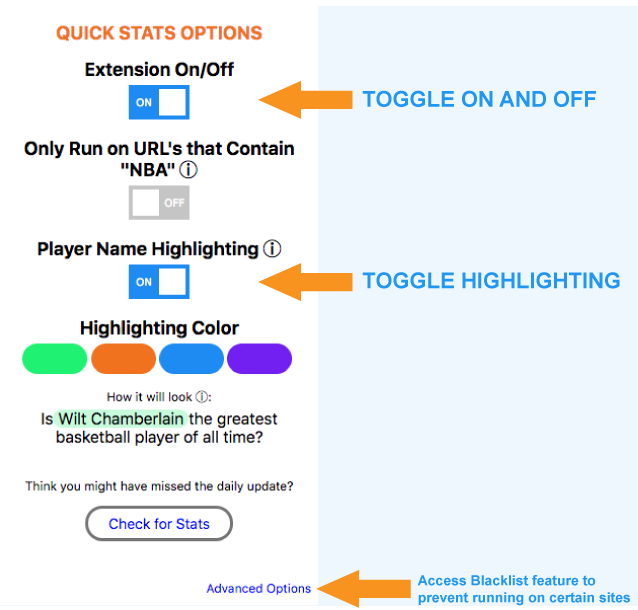 QUICK STATS OPTIONS
Extension On/Off
ON
TOGGLE ON AND OFF
Only Run on URL's that Contain
"NBA" ⓘ
OFF
Player Name Highlighting ⓘ
ON
TOGGLE HIGHLIGHTING
Highlighting Color
How it will look ⓘ:
Is Wilt Chamberlain the greatest
basketball player of all time?
Think you might have missed the daily update?
Check for Stats
Advanced Options
Access Blacklist feature to
prevent running on certain sites